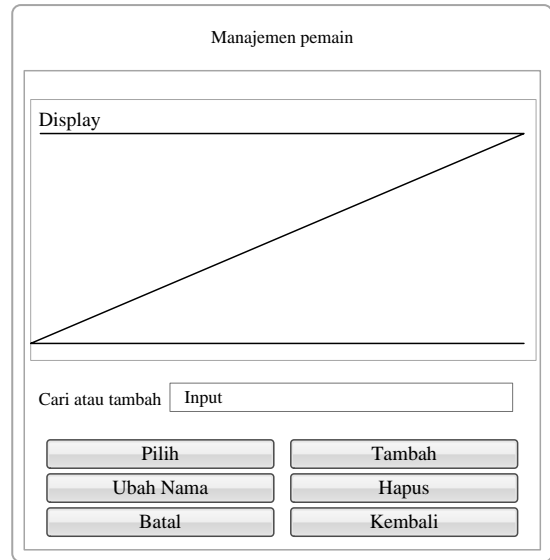 Manajemen pemain
Display
Cari atau tambah Input
Pilih Tambah
Ubah Nama Hapus
Batal Kembali